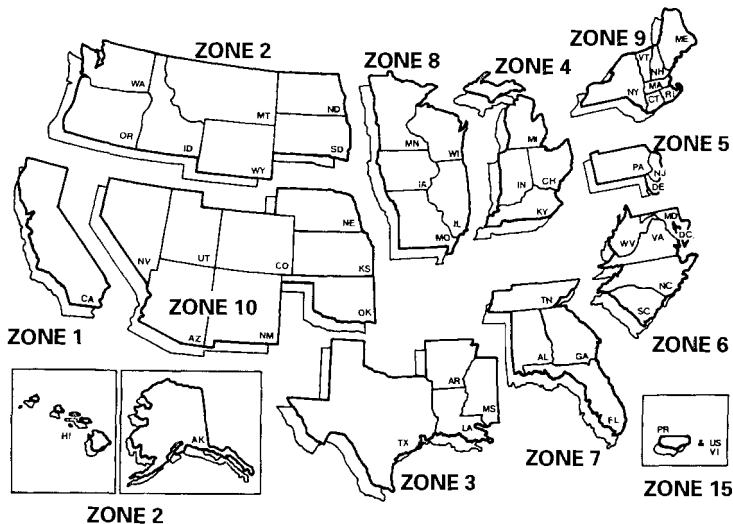 ZONE 2
ZONE 8
ZONE 4
ZONE 9
ME
VT
NH
MA
NY
CT
RI
WA
MT
ND
OR
ID
WY
SD
MN
WI
MI
IA
IL
MO
IN
OH
KY
ZONE 5
PA
NJ
DE
NE
NV
UT
CO
KS
CA
ZONE 10
AZ
NM
OK
MD
DC
WV
VA
NC
SC
ZONE 1
ZONE 6
TN
AL
GA
FL
AR
MS
LA
TX
HI
AK
ZONE 3
ZONE 7
PR
& US
VI
ZONE 15
ZONE 2